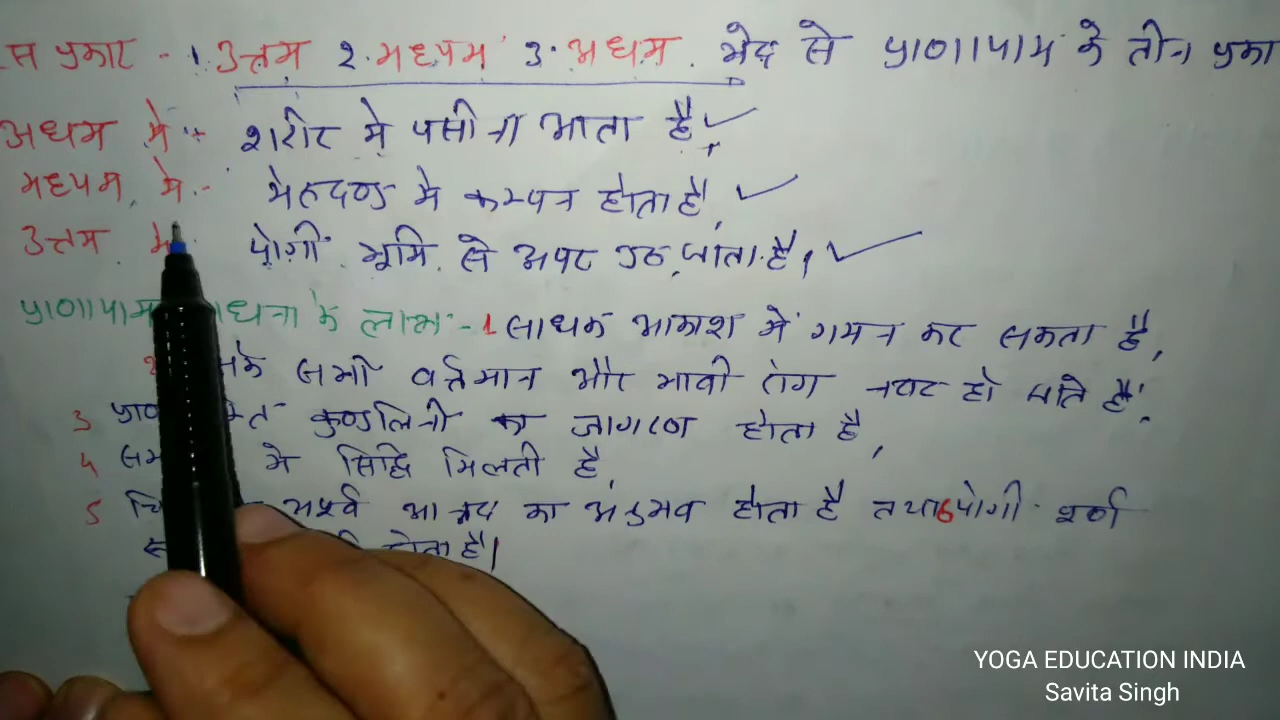 स प्रकार - 1. उत्तम 2. मध्यम 3. अधम. भेद से प्राणायाम के तीन प्रका
अधम में :- शरीर में पसीना आता है,
मध्यम में :- मेरुदण्ड में कम्पन होता है,
उत्तम में योगी भूमि से ऊपर उठ जाता है।
प्राणायाम धना के लाभ :- 1 साधक आकाश में गमन कर सकता है,
सके सभी वर्तमान और भावी रोग नष्ट हो जाते हैं।
3 कुण्डलिनी का जागरण होता है,
4 में सिद्धि मिलती है,
5 अपूर्व आनन्द का अनुभव होता है तथा 6 योगी
होता है।
YOGA EDUCATION INDIA
Savita Singh